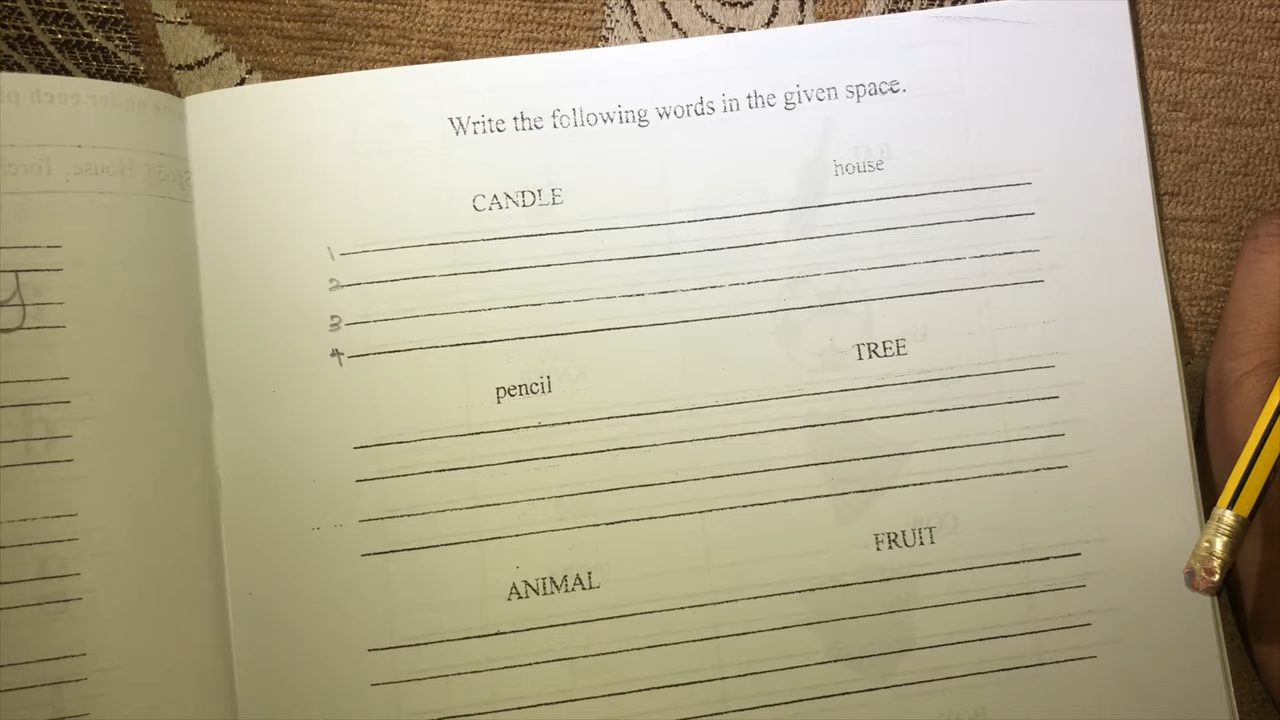 Write the following words in the given space.
CANDLE house
1
2
3
4
pencil TREE
ANIMAL FRUIT